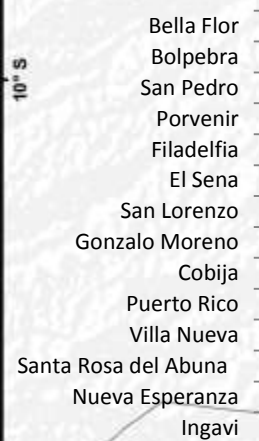 Bella Flor
Bolpebra
10° S
San Pedro
Porvenir
Filadelfia
El Sena
San Lorenzo
Gonzalo Moreno
Cobija
Puerto Rico
Villa Nueva
Santa Rosa del Abuna
Nueva Esperanza
Ingavi